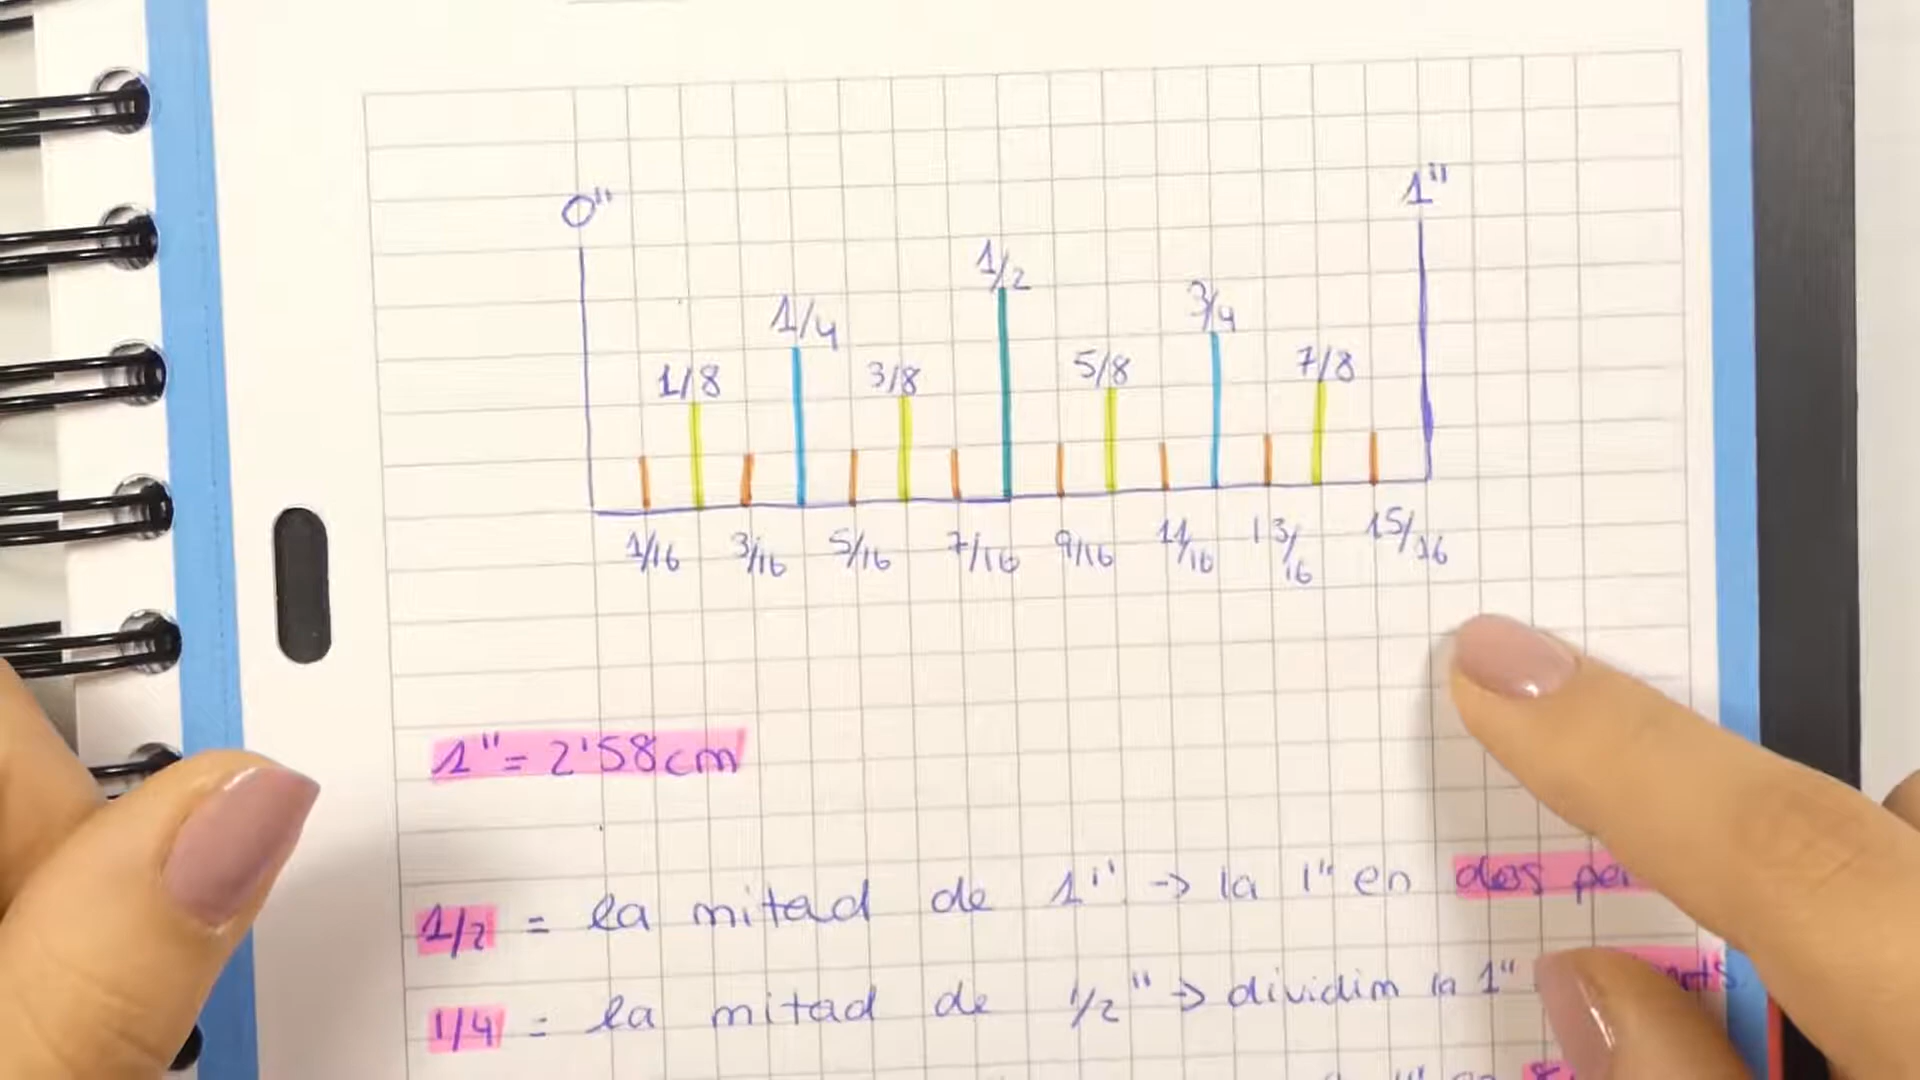 0" 1"
1/2
1/4 3/4
1/8 3/8 5/8 7/8
1/16 3/16 5/16 7/16 9/16 11/16 13/16 15/16
1" = 2'58cm
1/2 = la mitad de 1" → la 1" en dos
1/4 = la mitad de 1/2" → dividim la 1"